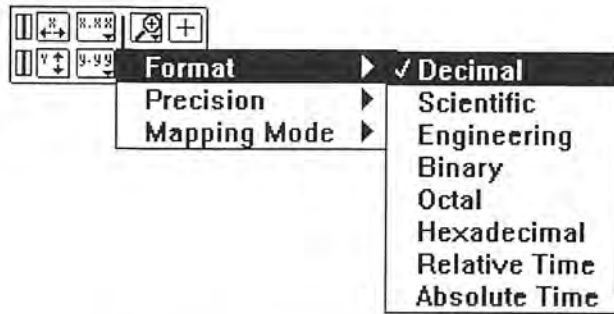 X X.XX
Y Y.YY
Format
Precision
Mapping Mode
✓ Decimal
Scientific
Engineering
Binary
Octal
Hexadecimal
Relative Time
Absolute Time